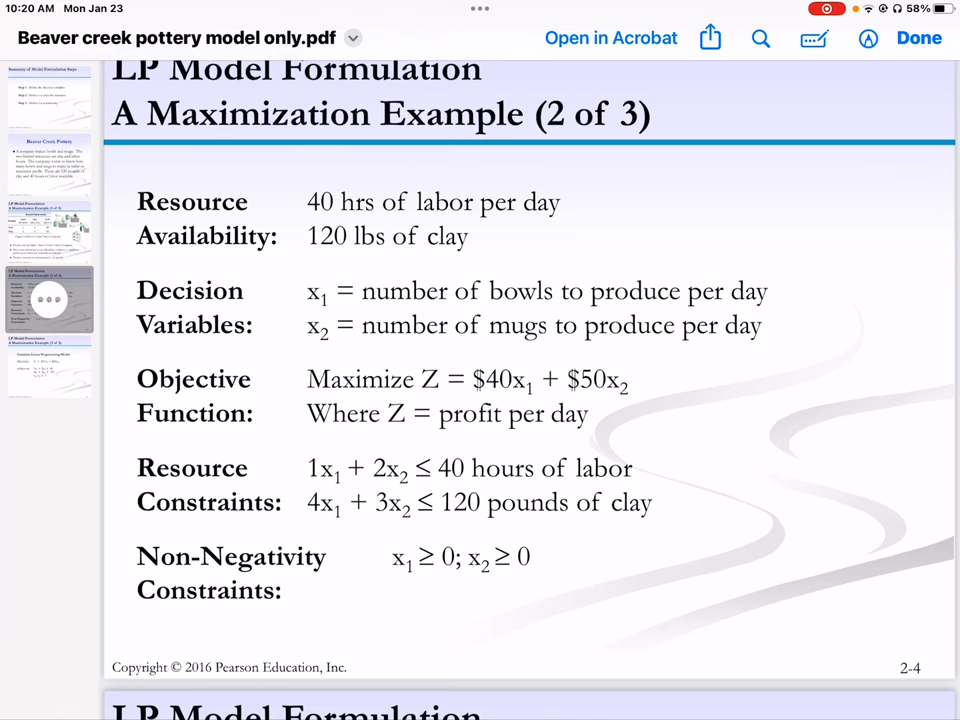 10:20 AM Mon Jan 23
58%
Beaver creek pottery model only.pdf
Open in Acrobat
Done
Summary of Model Formulation Steps
Beaver Creek Pottery
LP Model Formulation
A Maximization Example (2 of 3)
Resource 40 hrs of labor per day
Availability: 120 lbs of clay
Decision x₁ = number of bowls to produce per day
Variables: x₂ = number of mugs to produce per day
Objective Maximize Z = $40x₁ + $50x₂
Function: Where Z = profit per day
Resource 1x₁ + 2x₂ ≤ 40 hours of labor
Constraints: 4x₁ + 3x₂ ≤ 120 pounds of clay
Non-Negativity x₁ ≥ 0; x₂ ≥ 0
Constraints:
Copyright © 2016 Pearson Education, Inc.
2-4
LP Model Formulation